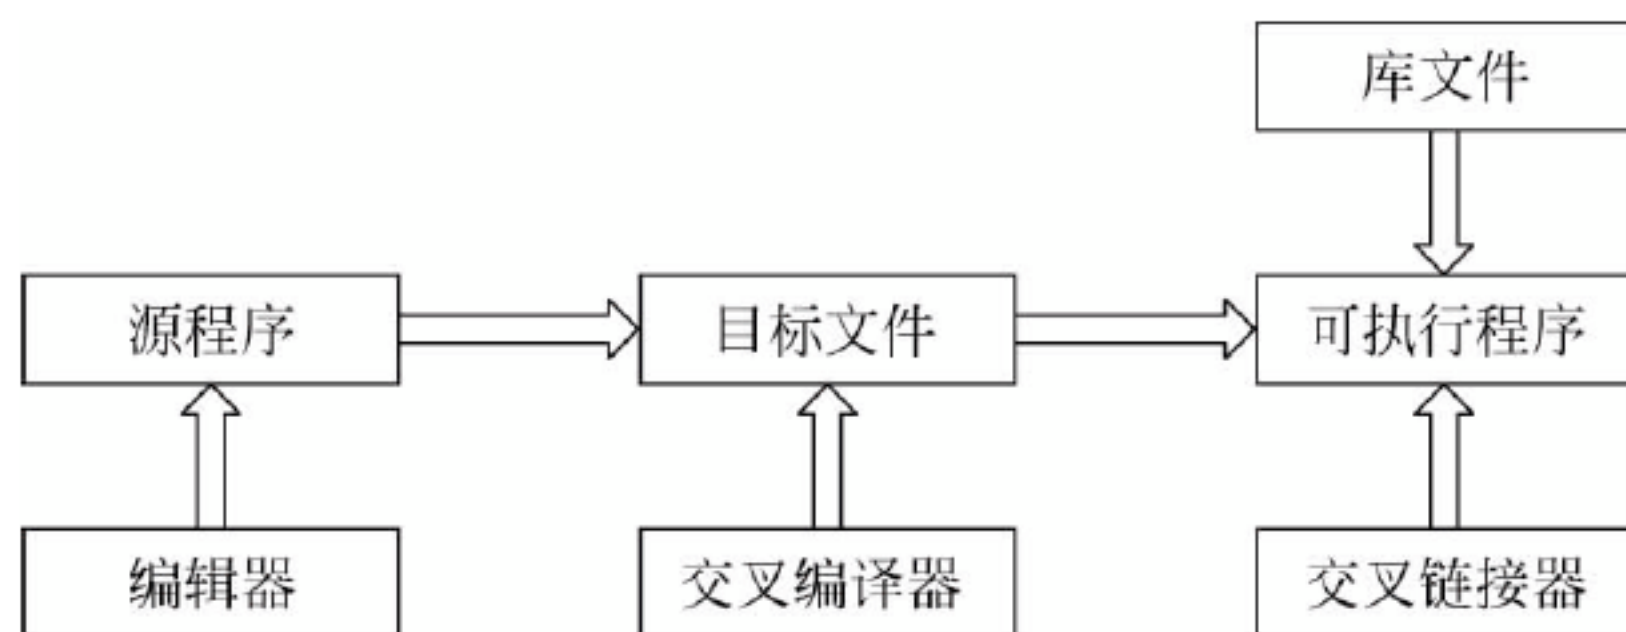 库文件
源程序
目标文件
可执行程序
编辑器
交叉编译器
交叉链接器